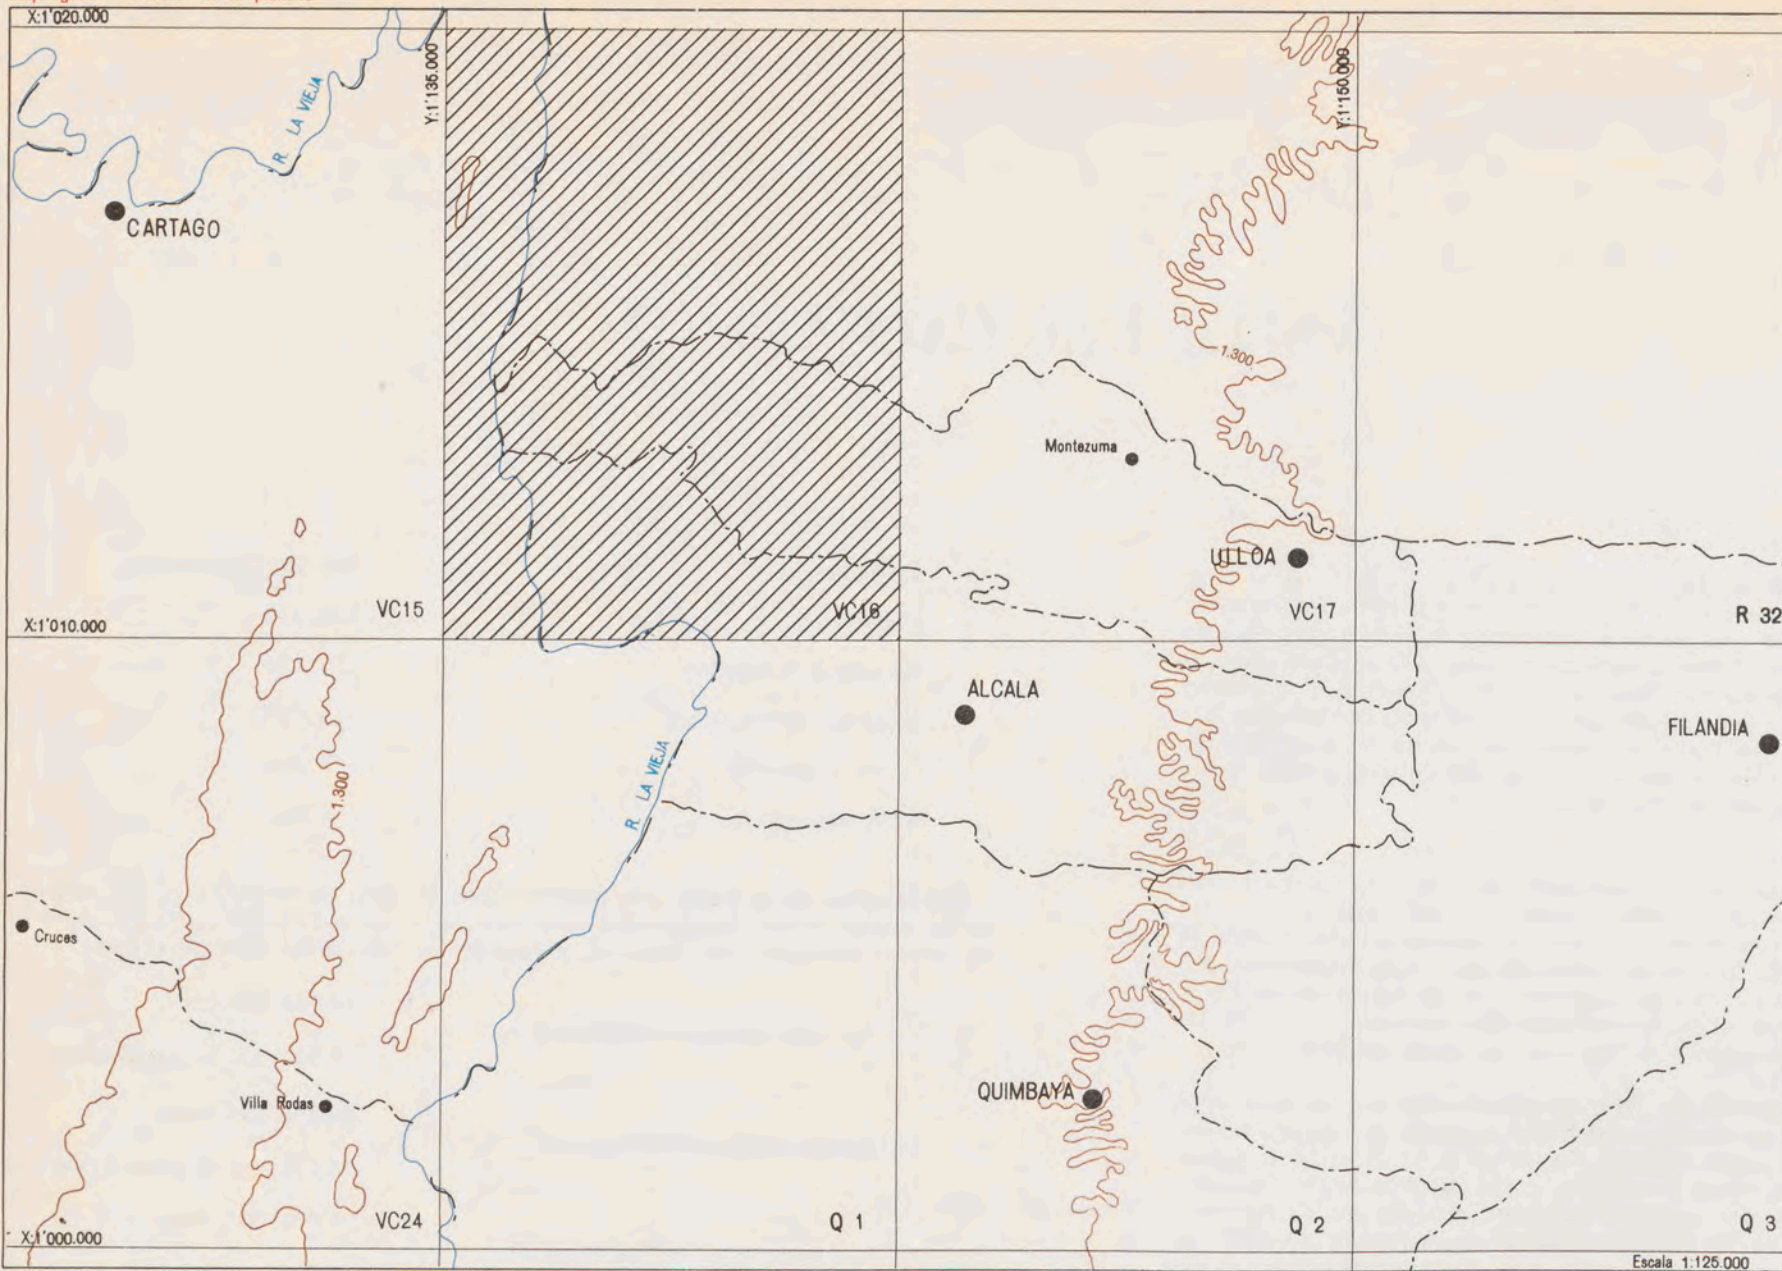 X:1'020.000
Y:1'135.000
Y:1'150.000
R. LA VIEJA
CARTAGO
1.300
Montezuma
ULLOA
VC15
VC16
VC17
R 32
X:1'010.000
ALCALA
FILANDIA
R. LA VIEJA
1.300
Cruces
Villa Rodas
QUIMBAYA
VC24
Q 1
Q 2
Q 3
X:1'000.000
Escala 1:125.000